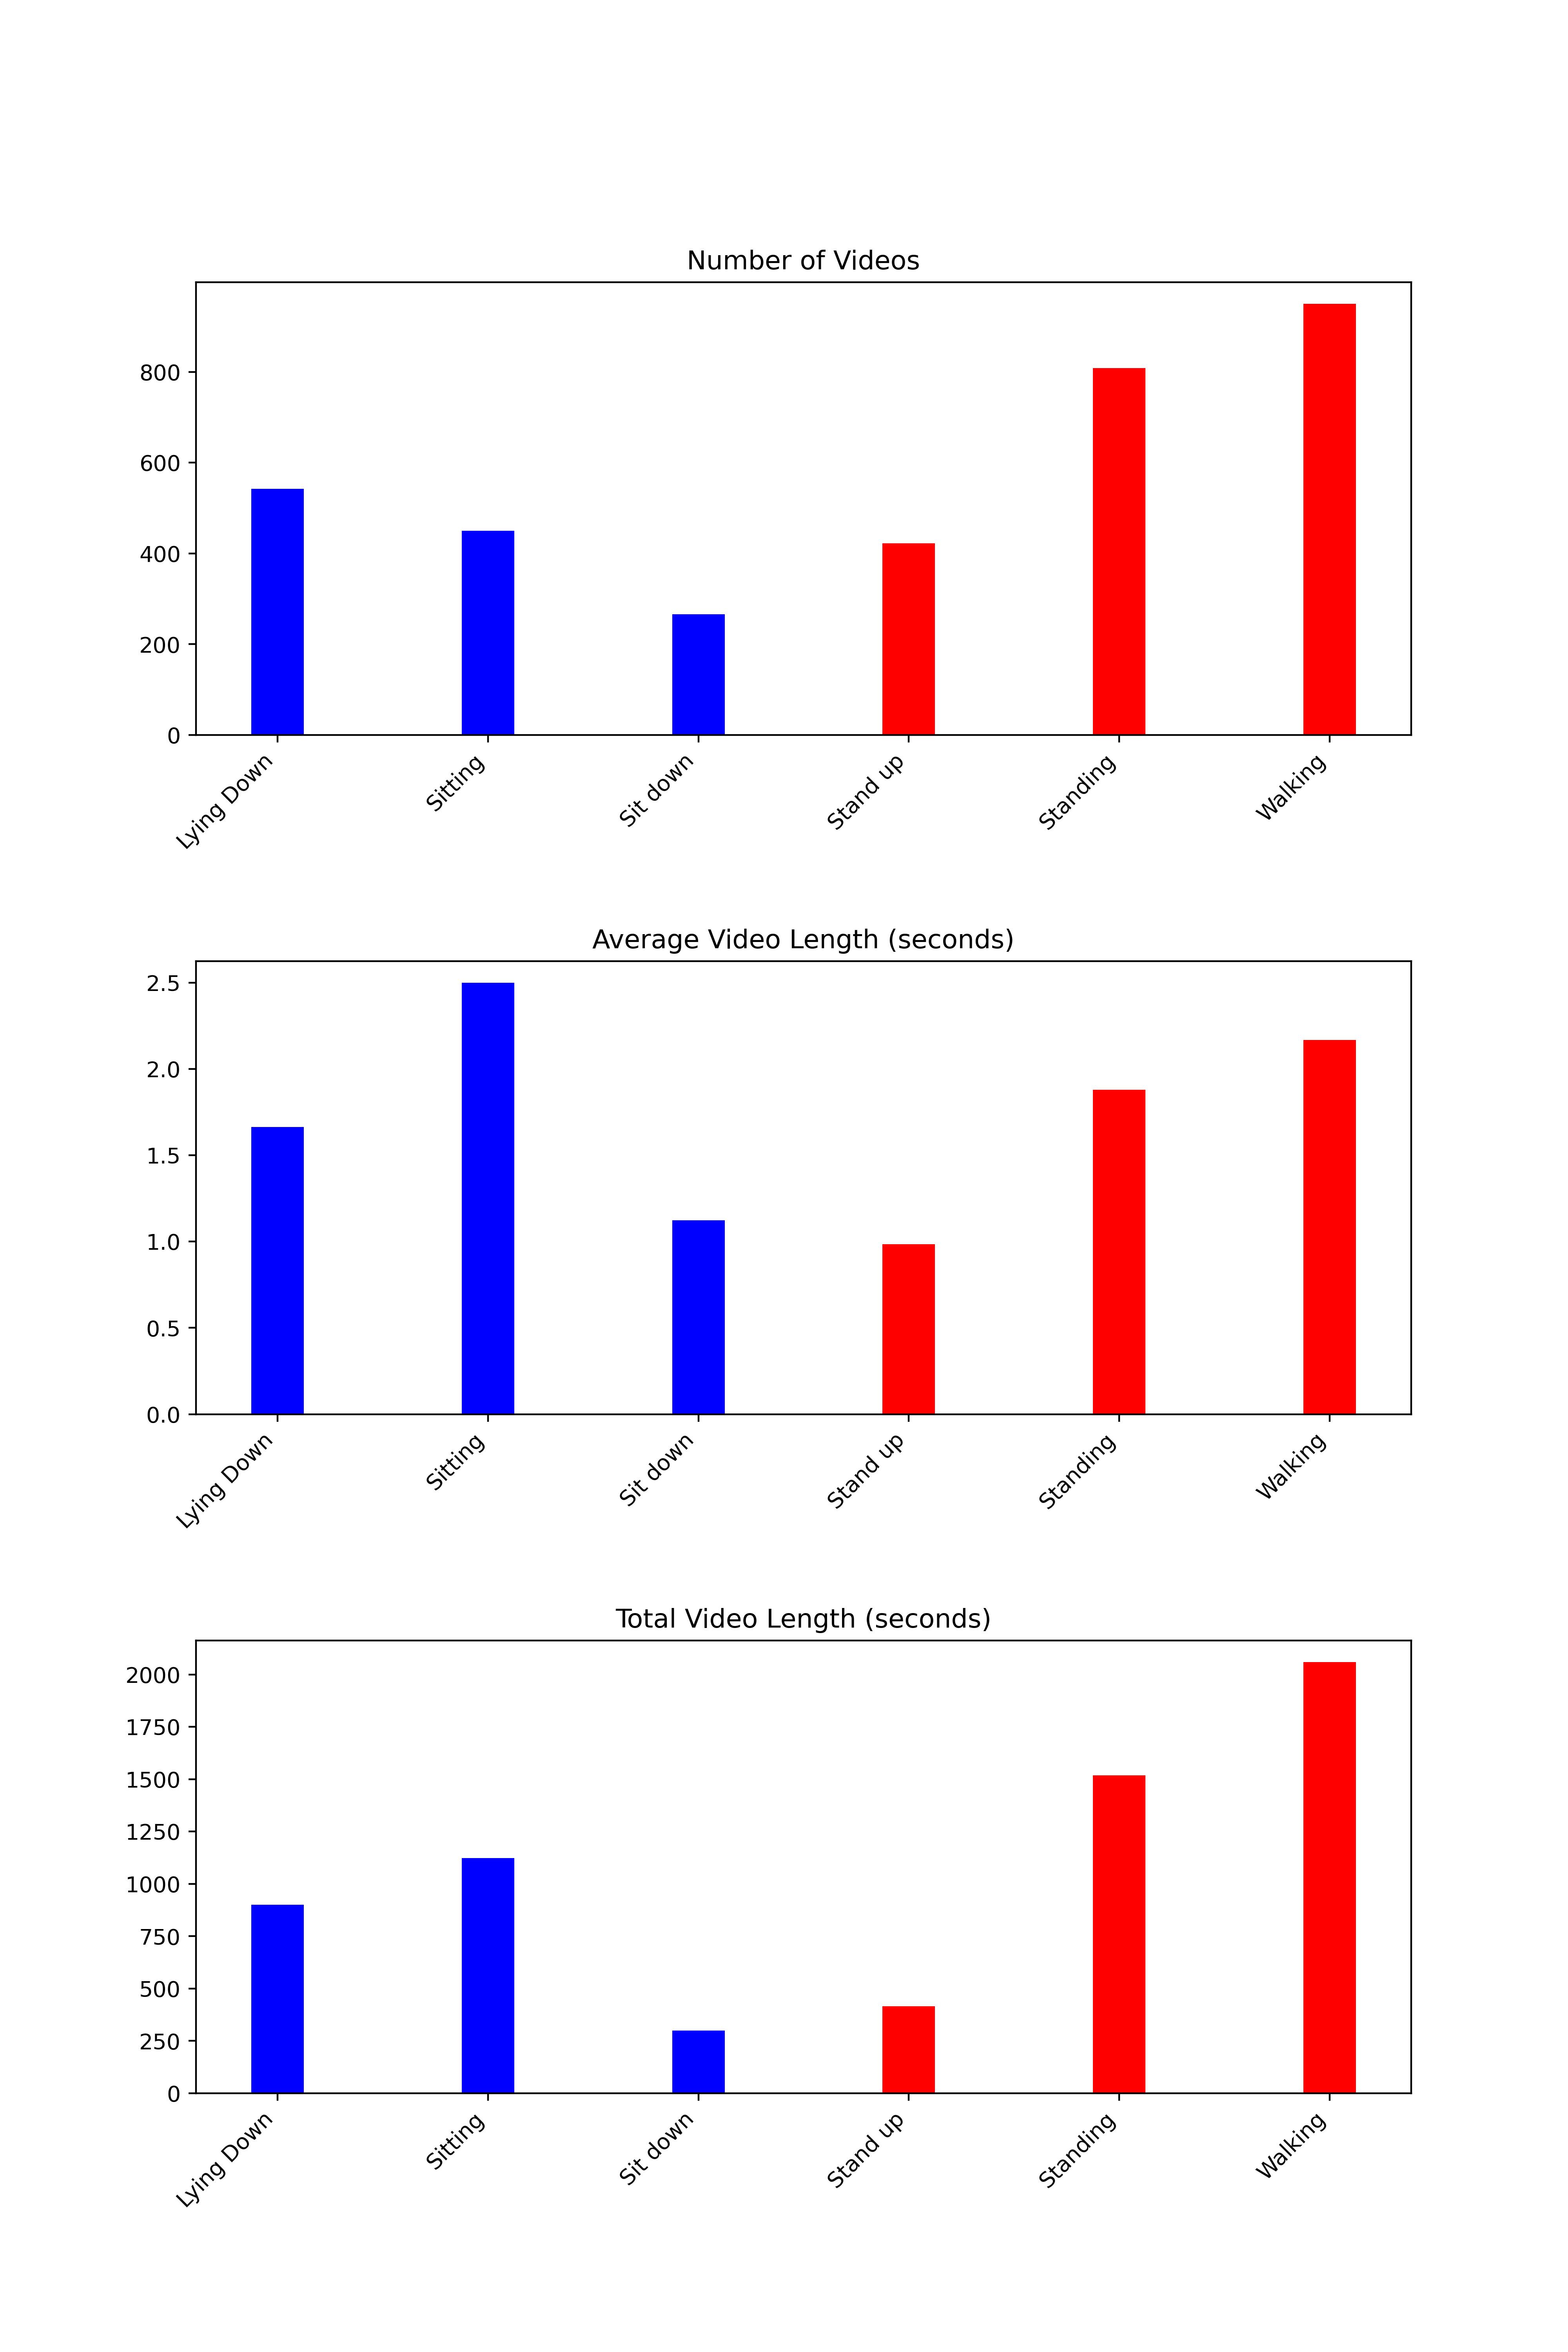 Number of Videos
800
600
400
200
0
Lying Down
Sitting
Sit down
Stand up
Standing
Walking
Average Video Length (seconds)
2.5
2.0
1.5
1.0
0.5
0.0
Lying Down
Sitting
Sit down
Stand up
Standing
Walking
Total Video Length (seconds)
2000
1750
1500
1250
1000
750
500
250
0
Lying Down
Sitting
Sit down
Stand up
Standing
Walking